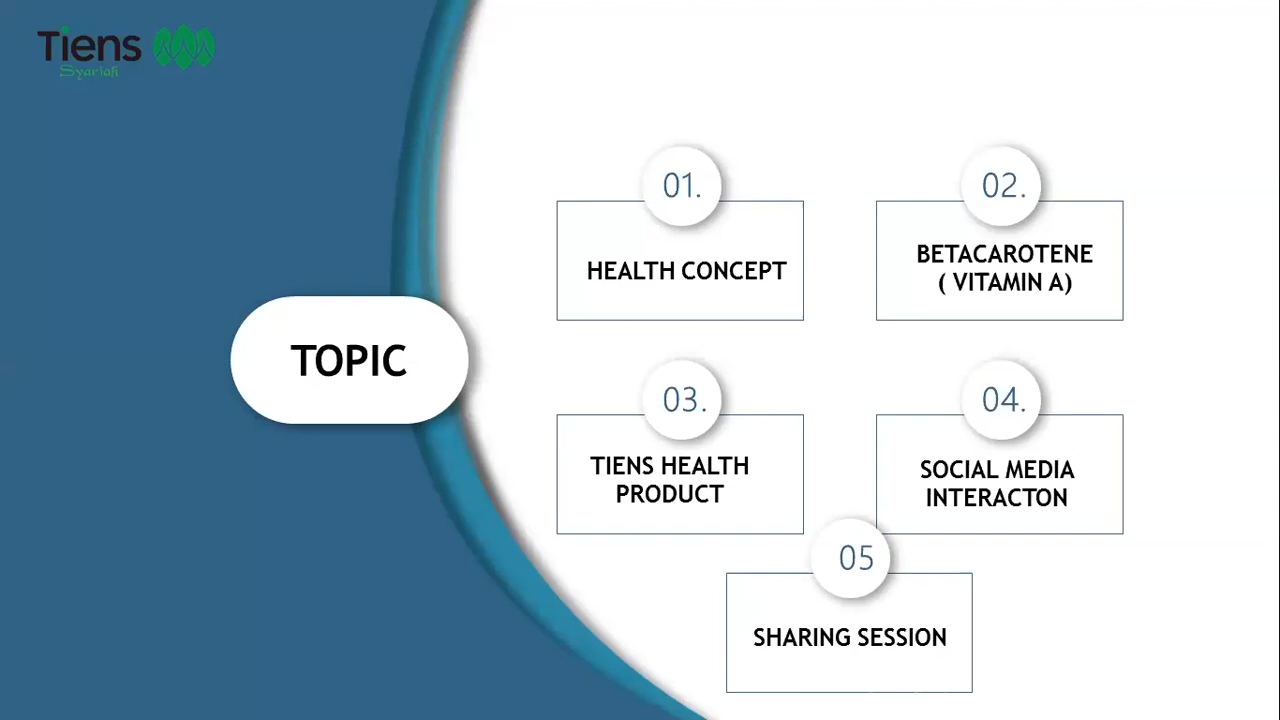 Tiens
Syariah
TOPIC
01.
HEALTH CONCEPT
02.
BETACAROTENE
( VITAMIN A)
03.
TIENS HEALTH
PRODUCT
04.
SOCIAL MEDIA
INTERACTON
05
SHARING SESSION